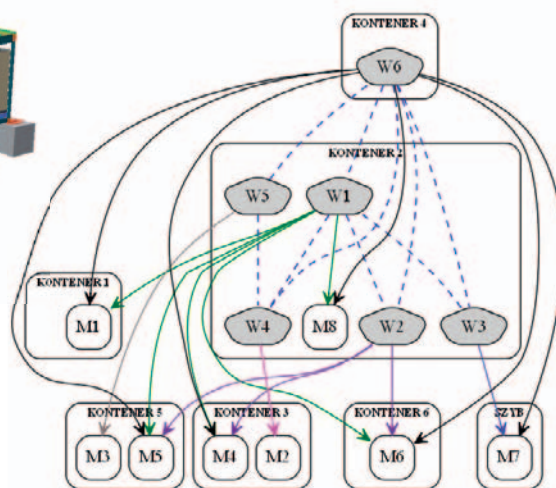 KONTENER 4
W6
KONTENER 2
W5 W1
KONTENER 1
M1
W4 M8 W2 W3
KONTENER 5 KONTENER 3 KONTENER 6 SZYB
M3 M5 M4 M2 M6 M7